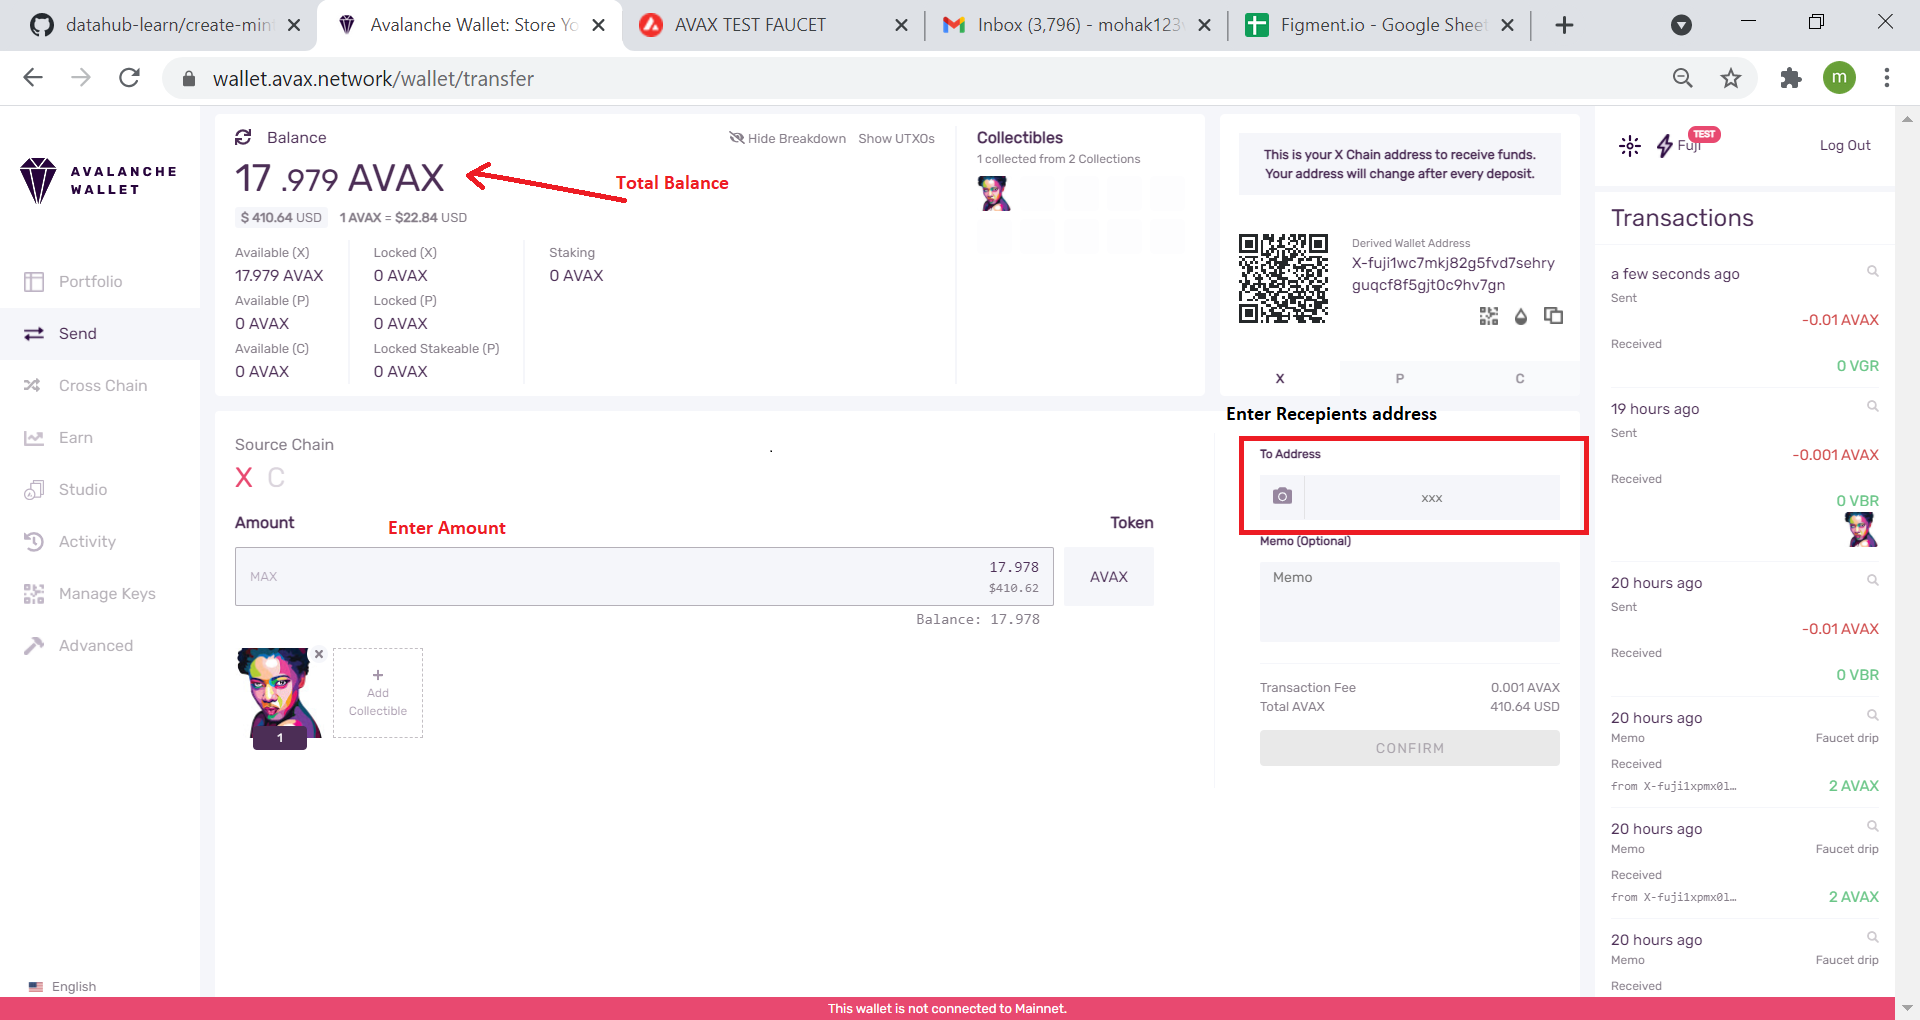 datahub-learn/create-mint
Avalanche Wallet: Store Yo
AVAX TEST FAUCET
Inbox (3,796) - mohak123
Figment.io - Google Sheet
wallet.avax.network/wallet/transfer
m
AVALANCHE
WALLET
Portfolio
Send
Cross Chain
Earn
Studio
Activity
Manage Keys
Advanced
English
Balance
Hide Breakdown
Show UTXOs
17 .979 AVAX
Total Balance
$ 410.64 USD
1 AVAX = $22.84 USD
Available (X)
17.979 AVAX
Available (P)
0 AVAX
Available (C)
0 AVAX
Locked (X)
0 AVAX
Locked (P)
0 AVAX
Locked Stakeable (P)
0 AVAX
Staking
0 AVAX
Collectibles
1 collected from 2 Collections
This is your X Chain address to receive funds.
Your address will change after every deposit.
Derived Wallet Address
X-fuji1wc7mkj82g5fvd7sehry
guqcf8f5gjt0c9hv7gn
X
P
C
Source Chain
X C
Amount
Enter Amount
Token
MAX
17.978
$410.62
AVAX
Balance: 17.978
1
+
Add
Collectible
Enter Recepients address
To Address
xxx
Memo (Optional)
Memo
Transaction Fee
0.001 AVAX
Total AVAX
410.64 USD
CONFIRM
TEST
Fuji
Log Out
Transactions
a few seconds ago
Sent
-0.01 AVAX
Received
0 VGR
19 hours ago
Sent
-0.001 AVAX
Received
0 VBR
20 hours ago
Sent
-0.01 AVAX
Received
0 VBR
20 hours ago
Memo
Faucet drip
Received
from X-fuji1xpmx0l…
2 AVAX
20 hours ago
Memo
Faucet drip
Received
from X-fuji1xpmx0l…
2 AVAX
20 hours ago
Memo
Faucet drip
Received
This wallet is not connected to Mainnet.